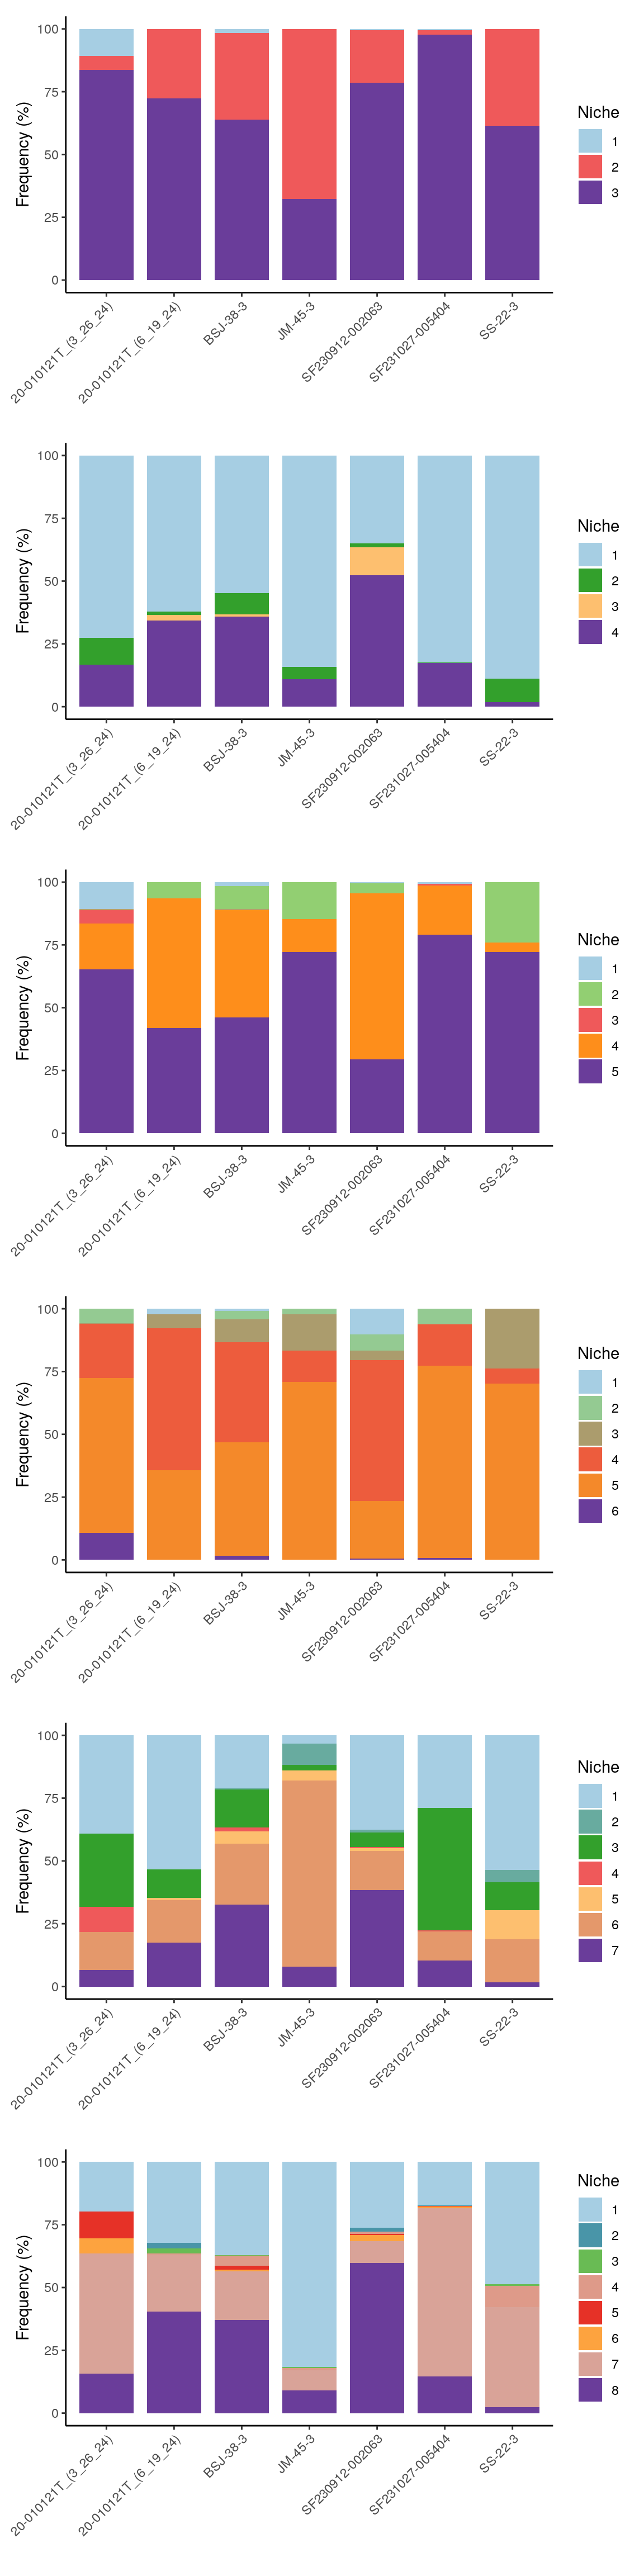 Frequency (%)
100
75
50
25
0
20-010121T_(3_26_24)
20-010121T_(6_19_24)
BSJ-38-3
JM-45-3
SF230912-002063
SF231027-005404
SS-22-3
Niche
1
2
3
Frequency (%)
100
75
50
25
0
20-010121T_(3_26_24)
20-010121T_(6_19_24)
BSJ-38-3
JM-45-3
SF230912-002063
SF231027-005404
SS-22-3
Niche
1
2
3
4
Frequency (%)
100
75
50
25
0
20-010121T_(3_26_24)
20-010121T_(6_19_24)
BSJ-38-3
JM-45-3
SF230912-002063
SF231027-005404
SS-22-3
Niche
1
2
3
4
5
Frequency (%)
100
75
50
25
0
20-010121T_(3_26_24)
20-010121T_(6_19_24)
BSJ-38-3
JM-45-3
SF230912-002063
SF231027-005404
SS-22-3
Niche
1
2
3
4
5
6
Frequency (%)
100
75
50
25
0
20-010121T_(3_26_24)
20-010121T_(6_19_24)
BSJ-38-3
JM-45-3
SF230912-002063
SF231027-005404
SS-22-3
Niche
1
2
3
4
5
6
7
Frequency (%)
100
75
50
25
0
20-010121T_(3_26_24)
20-010121T_(6_19_24)
BSJ-38-3
JM-45-3
SF230912-002063
SF231027-005404
SS-22-3
Niche
1
2
3
4
5
6
7
8